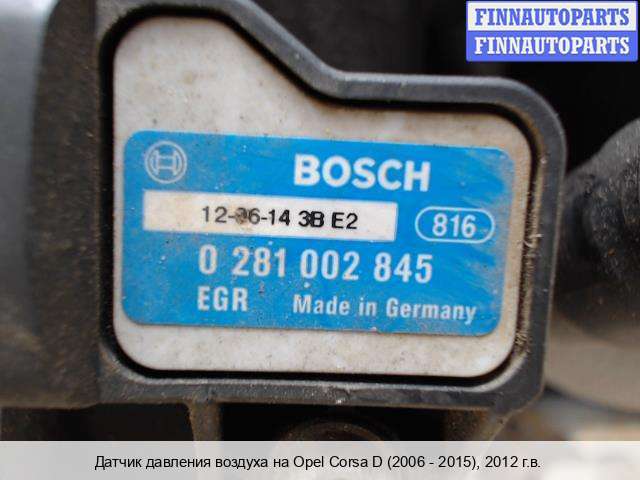 FINNAUTOPARTS
FINNAUTOPARTS
BOSCH
12-06-14 3B E2
816
0 281 002 845
EGR Made in Germany
Датчик давления воздуха на Opel Corsa D (2006 - 2015), 2012 г.в.